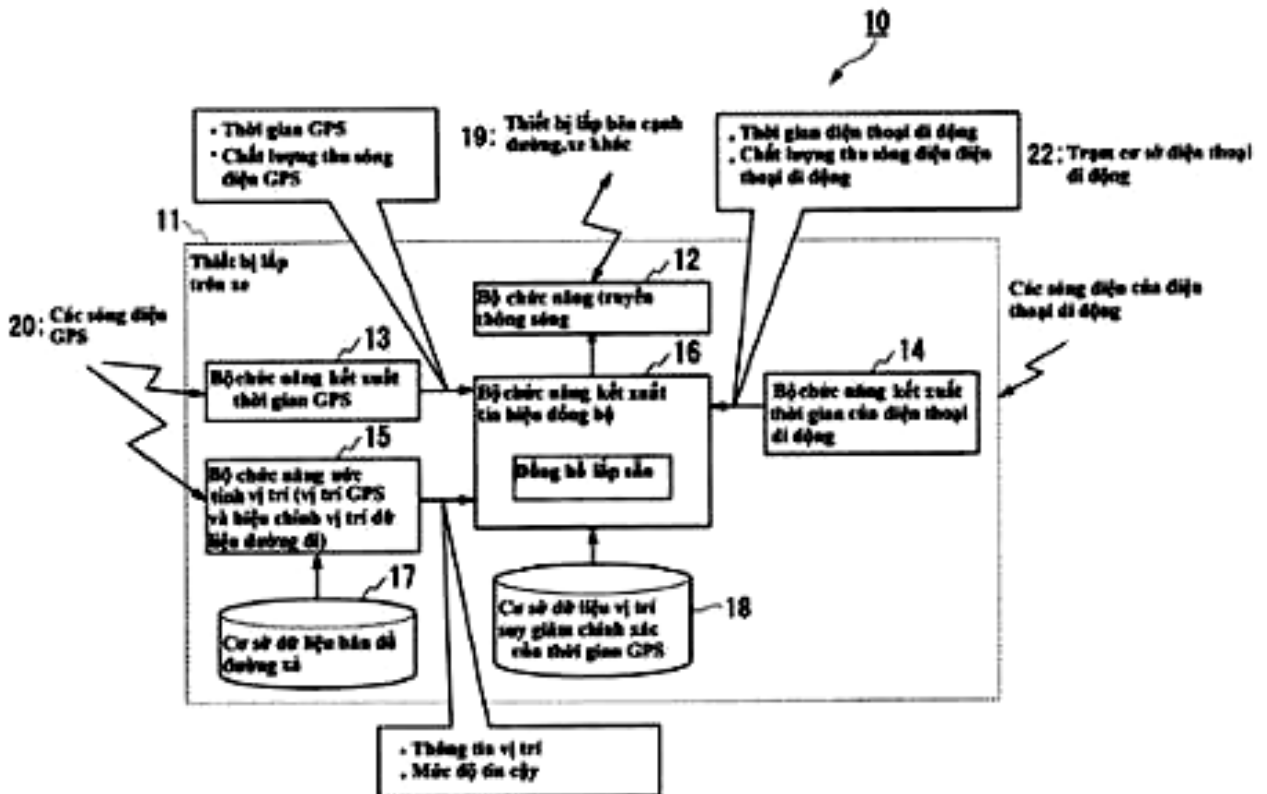 10
• Thời gian GPS
• Chất lượng thu sóng
điện GPS
19: Thiết bị lắp bên cạnh
đường, xe khác
• Thời gian điện thoại di động
• Chất lượng thu sóng điện điện
thoại di động
22: Trạm cơ sở điện thoại
di động
11
Thiết bị lắp
trên xe
12
Bộ chức năng truyền
thông sóng
Các sóng điện của điện
thoại di động
20: Các sóng điện
GPS
13
Bộ chức năng kết xuất
thời gian GPS
16
Bộ chức năng kết xuất
tín hiệu đồng bộ
Đồng hồ lắp sẵn
14
Bộ chức năng kết xuất
thời gian của điện thoại
di động
15
Bộ chức năng ước
tính vị trí (vị trí GPS
và hiệu chỉnh vị trí dữ
liệu đường đi)
17
Cơ sở dữ liệu bản đồ
đường xá
Cơ sở dữ liệu vị trí
suy giảm chính xác
của thời gian GPS
18
• Thông tin vị trí
• Mức độ tin cậy